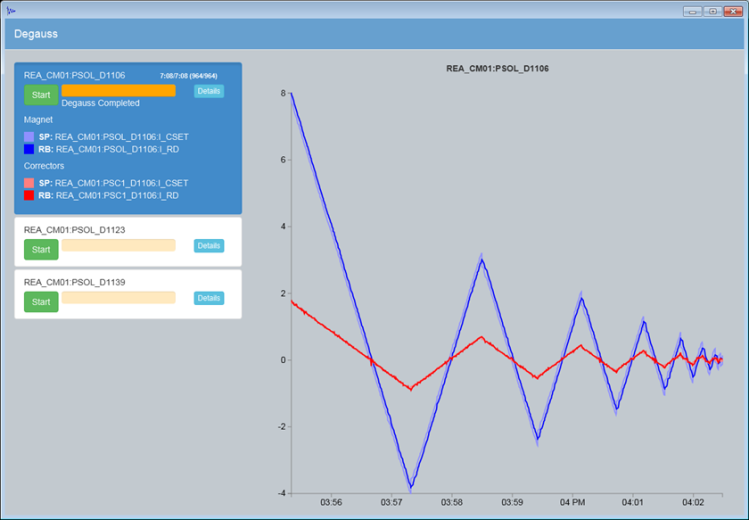 Degauss
REA_CM01:PSOL_D1106 7:08/7:08 (964/964)
Start Details
Degauss Completed
Magnet
SP: REA_CM01:PSOL_D1106:I_CSET
RB: REA_CM01:PSOL_D1106:I_RD
Correctors
SP: REA_CM01:PSC1_D1106:I_CSET
RB: REA_CM01:PSC1_D1106:I_RD
REA_CM01:PSOL_D1123
Start Details
REA_CM01:PSOL_D1139
Start Details
REA_CM01:PSOL_D1106
8
6
4
2
0
-2
-4
03:56 03:57 03:58 03:59 04 PM 04:01 04:02